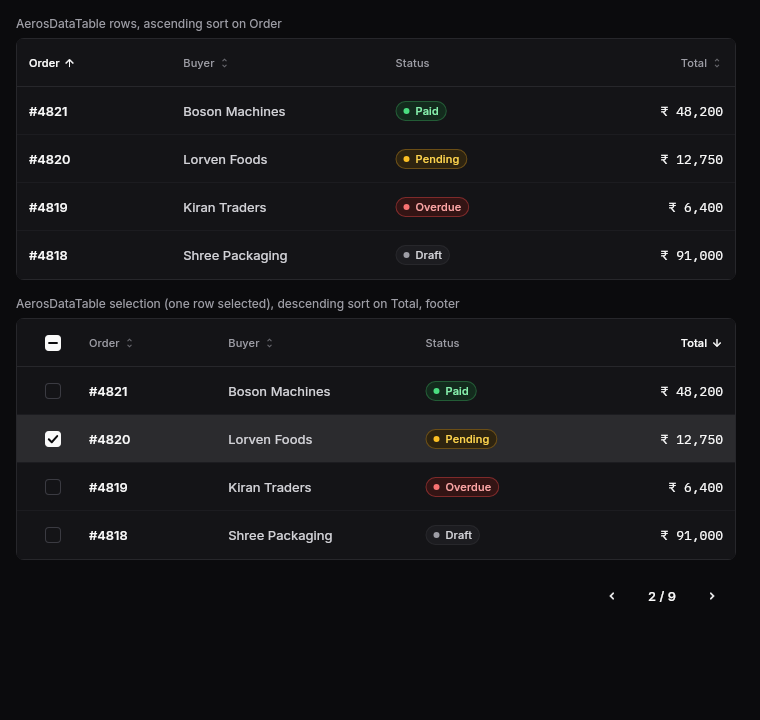 AerosDataTable rows, ascending sort on Order
Order Buyer Status Total
#4821 Boson Machines Paid ₹ 48,200
#4820 Lorven Foods Pending ₹ 12,750
#4819 Kiran Traders Overdue ₹ 6,400
#4818 Shree Packaging Draft ₹ 91,000
AerosDataTable selection (one row selected), descending sort on Total, footer
Order Buyer Status Total
#4821 Boson Machines Paid ₹ 48,200
#4820 Lorven Foods Pending ₹ 12,750
#4819 Kiran Traders Overdue ₹ 6,400
#4818 Shree Packaging Draft ₹ 91,000
2 / 9